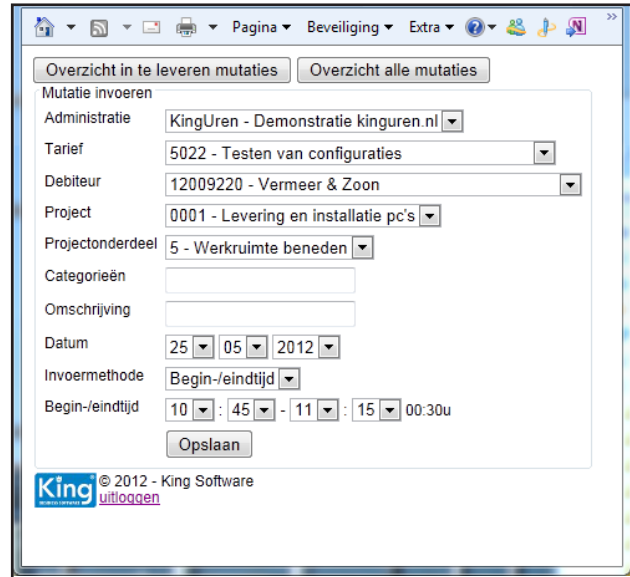 Pagina Beveiliging Extra
Overzicht in te leveren mutaties Overzicht alle mutaties
Mutatie invoeren
Administratie KingUren - Demonstratie kinguren.nl
Tarief 5022 - Testen van configuraties
Debiteur 12009220 - Vermeer & Zoon
Project 0001 - Levering en installatie pc's
Projectonderdeel 5 - Werkruimte beneden
Categorieën
Omschrijving
Datum 25 05 2012
Invoermethode Begin-/eindtijd
Begin-/eindtijd 10 : 45 - 11 : 15 00:30u
Opslaan
King © 2012 - King Software
uitloggen